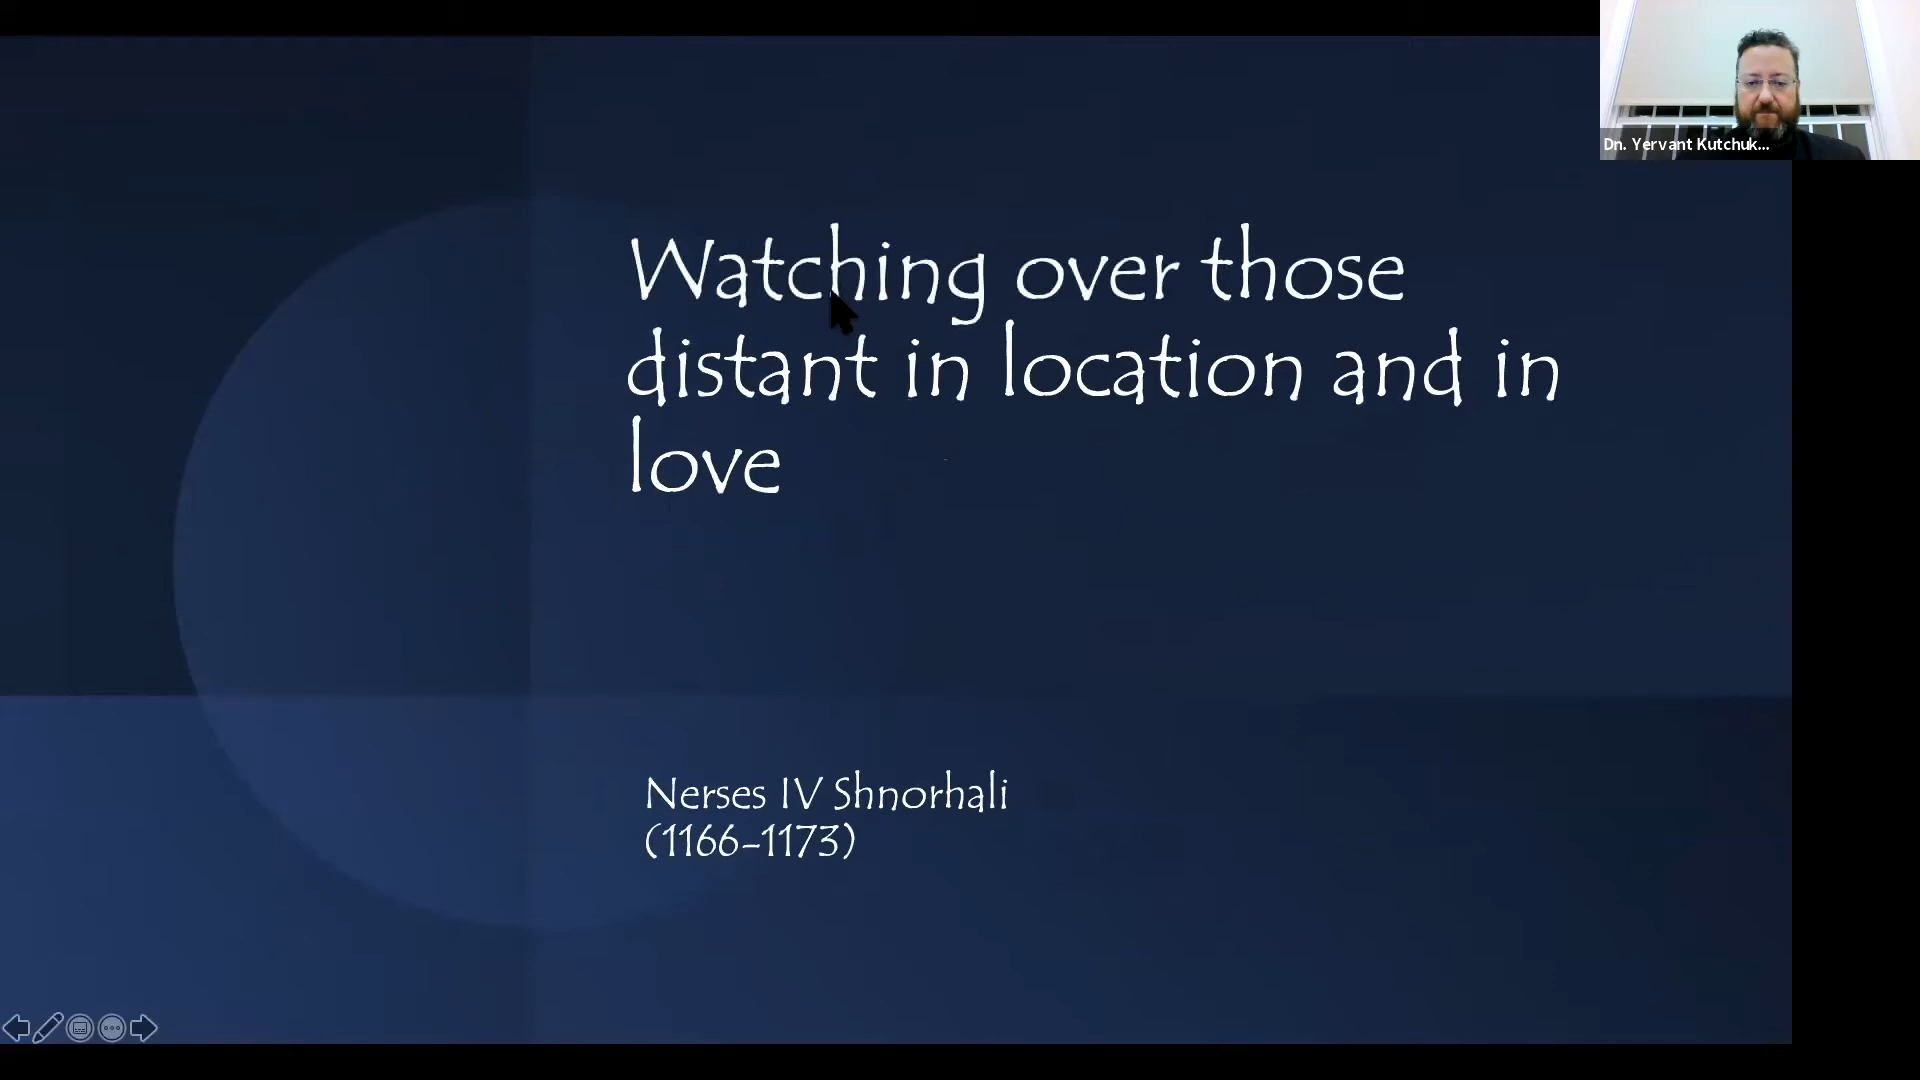 Dn. Yervant Kutchuk...
Watching over those
distant in location and in
love
Nerses IV Shnorhali
(1166-1173)